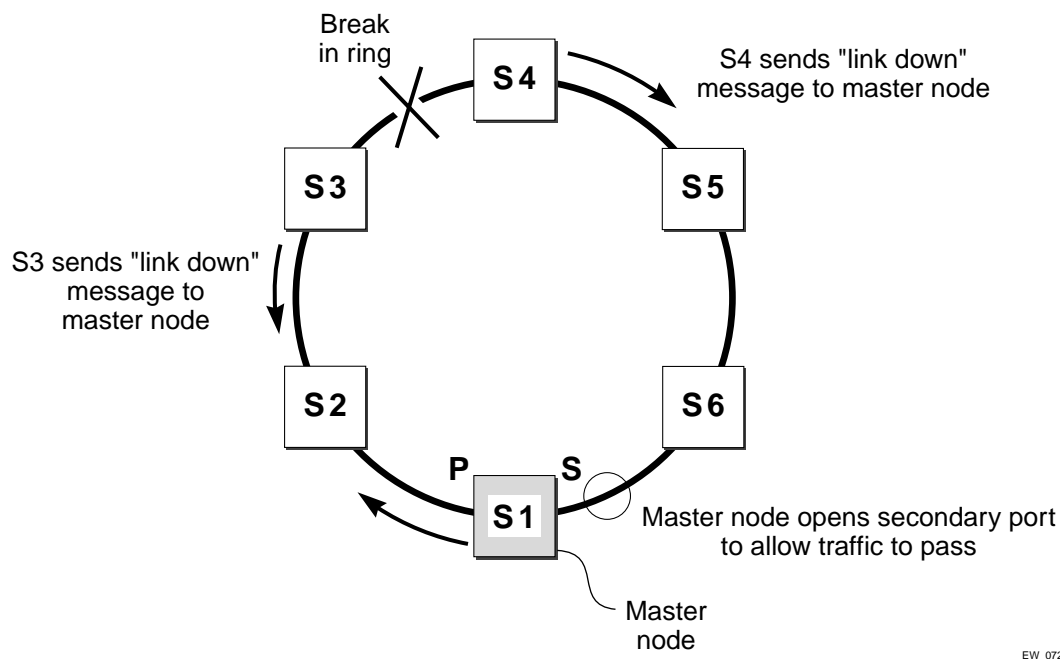 Break
in ring
S4
S4 sends "link down"
message to master node
S3
S5
S3 sends "link down"
message to
master node
S2
S6
P
S
S1
Master node opens secondary port
to allow traffic to pass
Master
node
EW_072